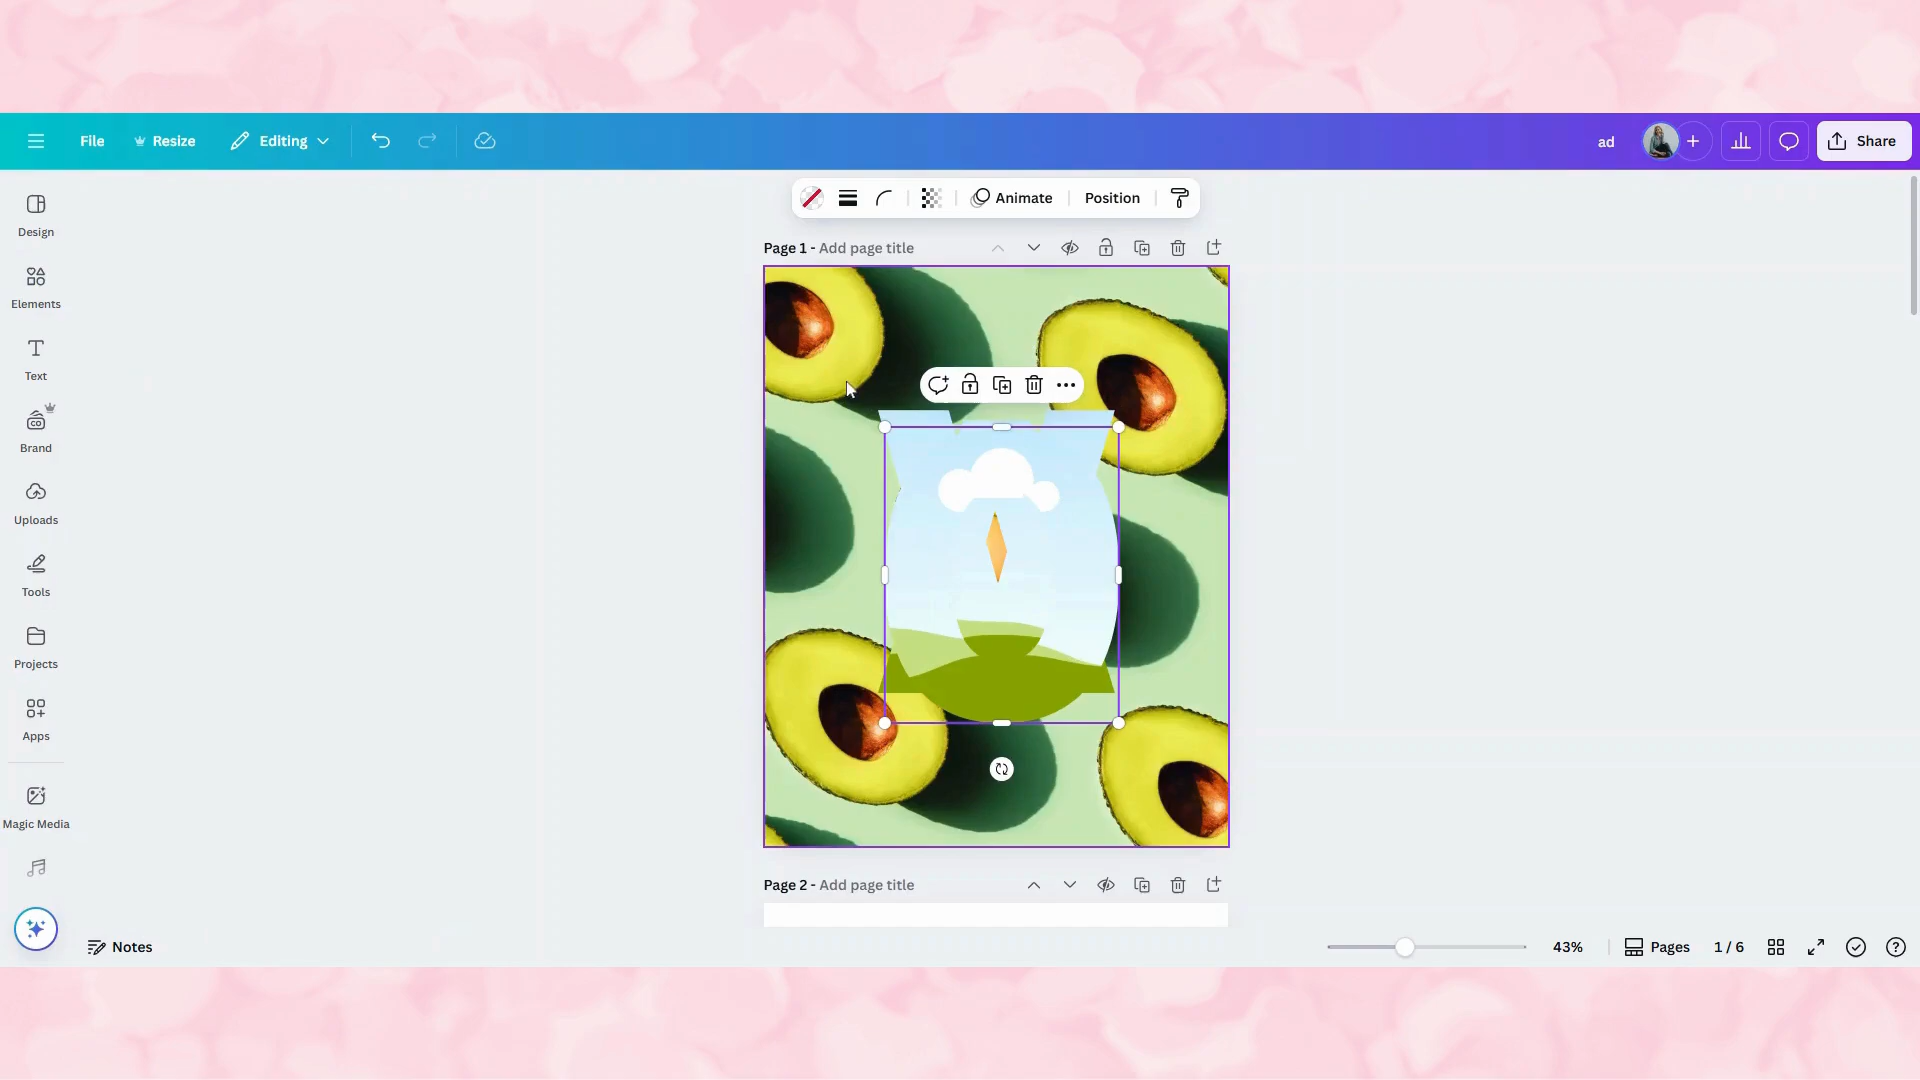 File
Resize
Editing
ad
Share
Design
Elements
Text
Brand
CO
Uploads
Tools
Projects
Apps
Magic Media
Animate
Position
Page 1 - Add page title
Page 2 - Add page title
Notes
43%
Pages
1 / 6